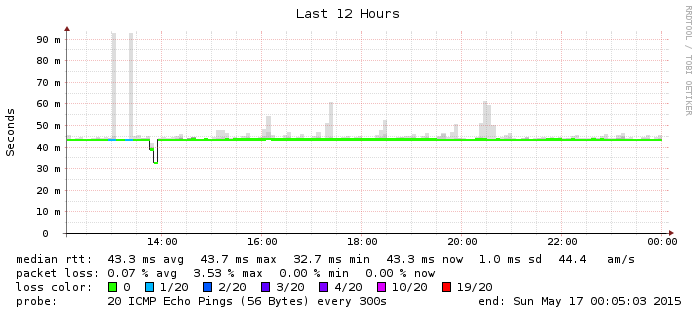 Last 12 Hours
RRDTOOL / TOBI OETIKER
Seconds
90 m
80 m
70 m
60 m
50 m
40 m
30 m
20 m
10 m
0
14:00 16:00 18:00 20:00 22:00 00:00
median rtt: 43.3 ms avg 43.7 ms max 32.7 ms min 43.3 ms now 1.0 ms sd 44.4 am/s
packet loss: 0.07 % avg 3.53 % max 0.00 % min 0.00 % now
loss color: 0 1/20 2/20 3/20 4/20 10/20 19/20
probe: 20 ICMP Echo Pings (56 Bytes) every 300s end: Sun May 17 00:05:03 2015